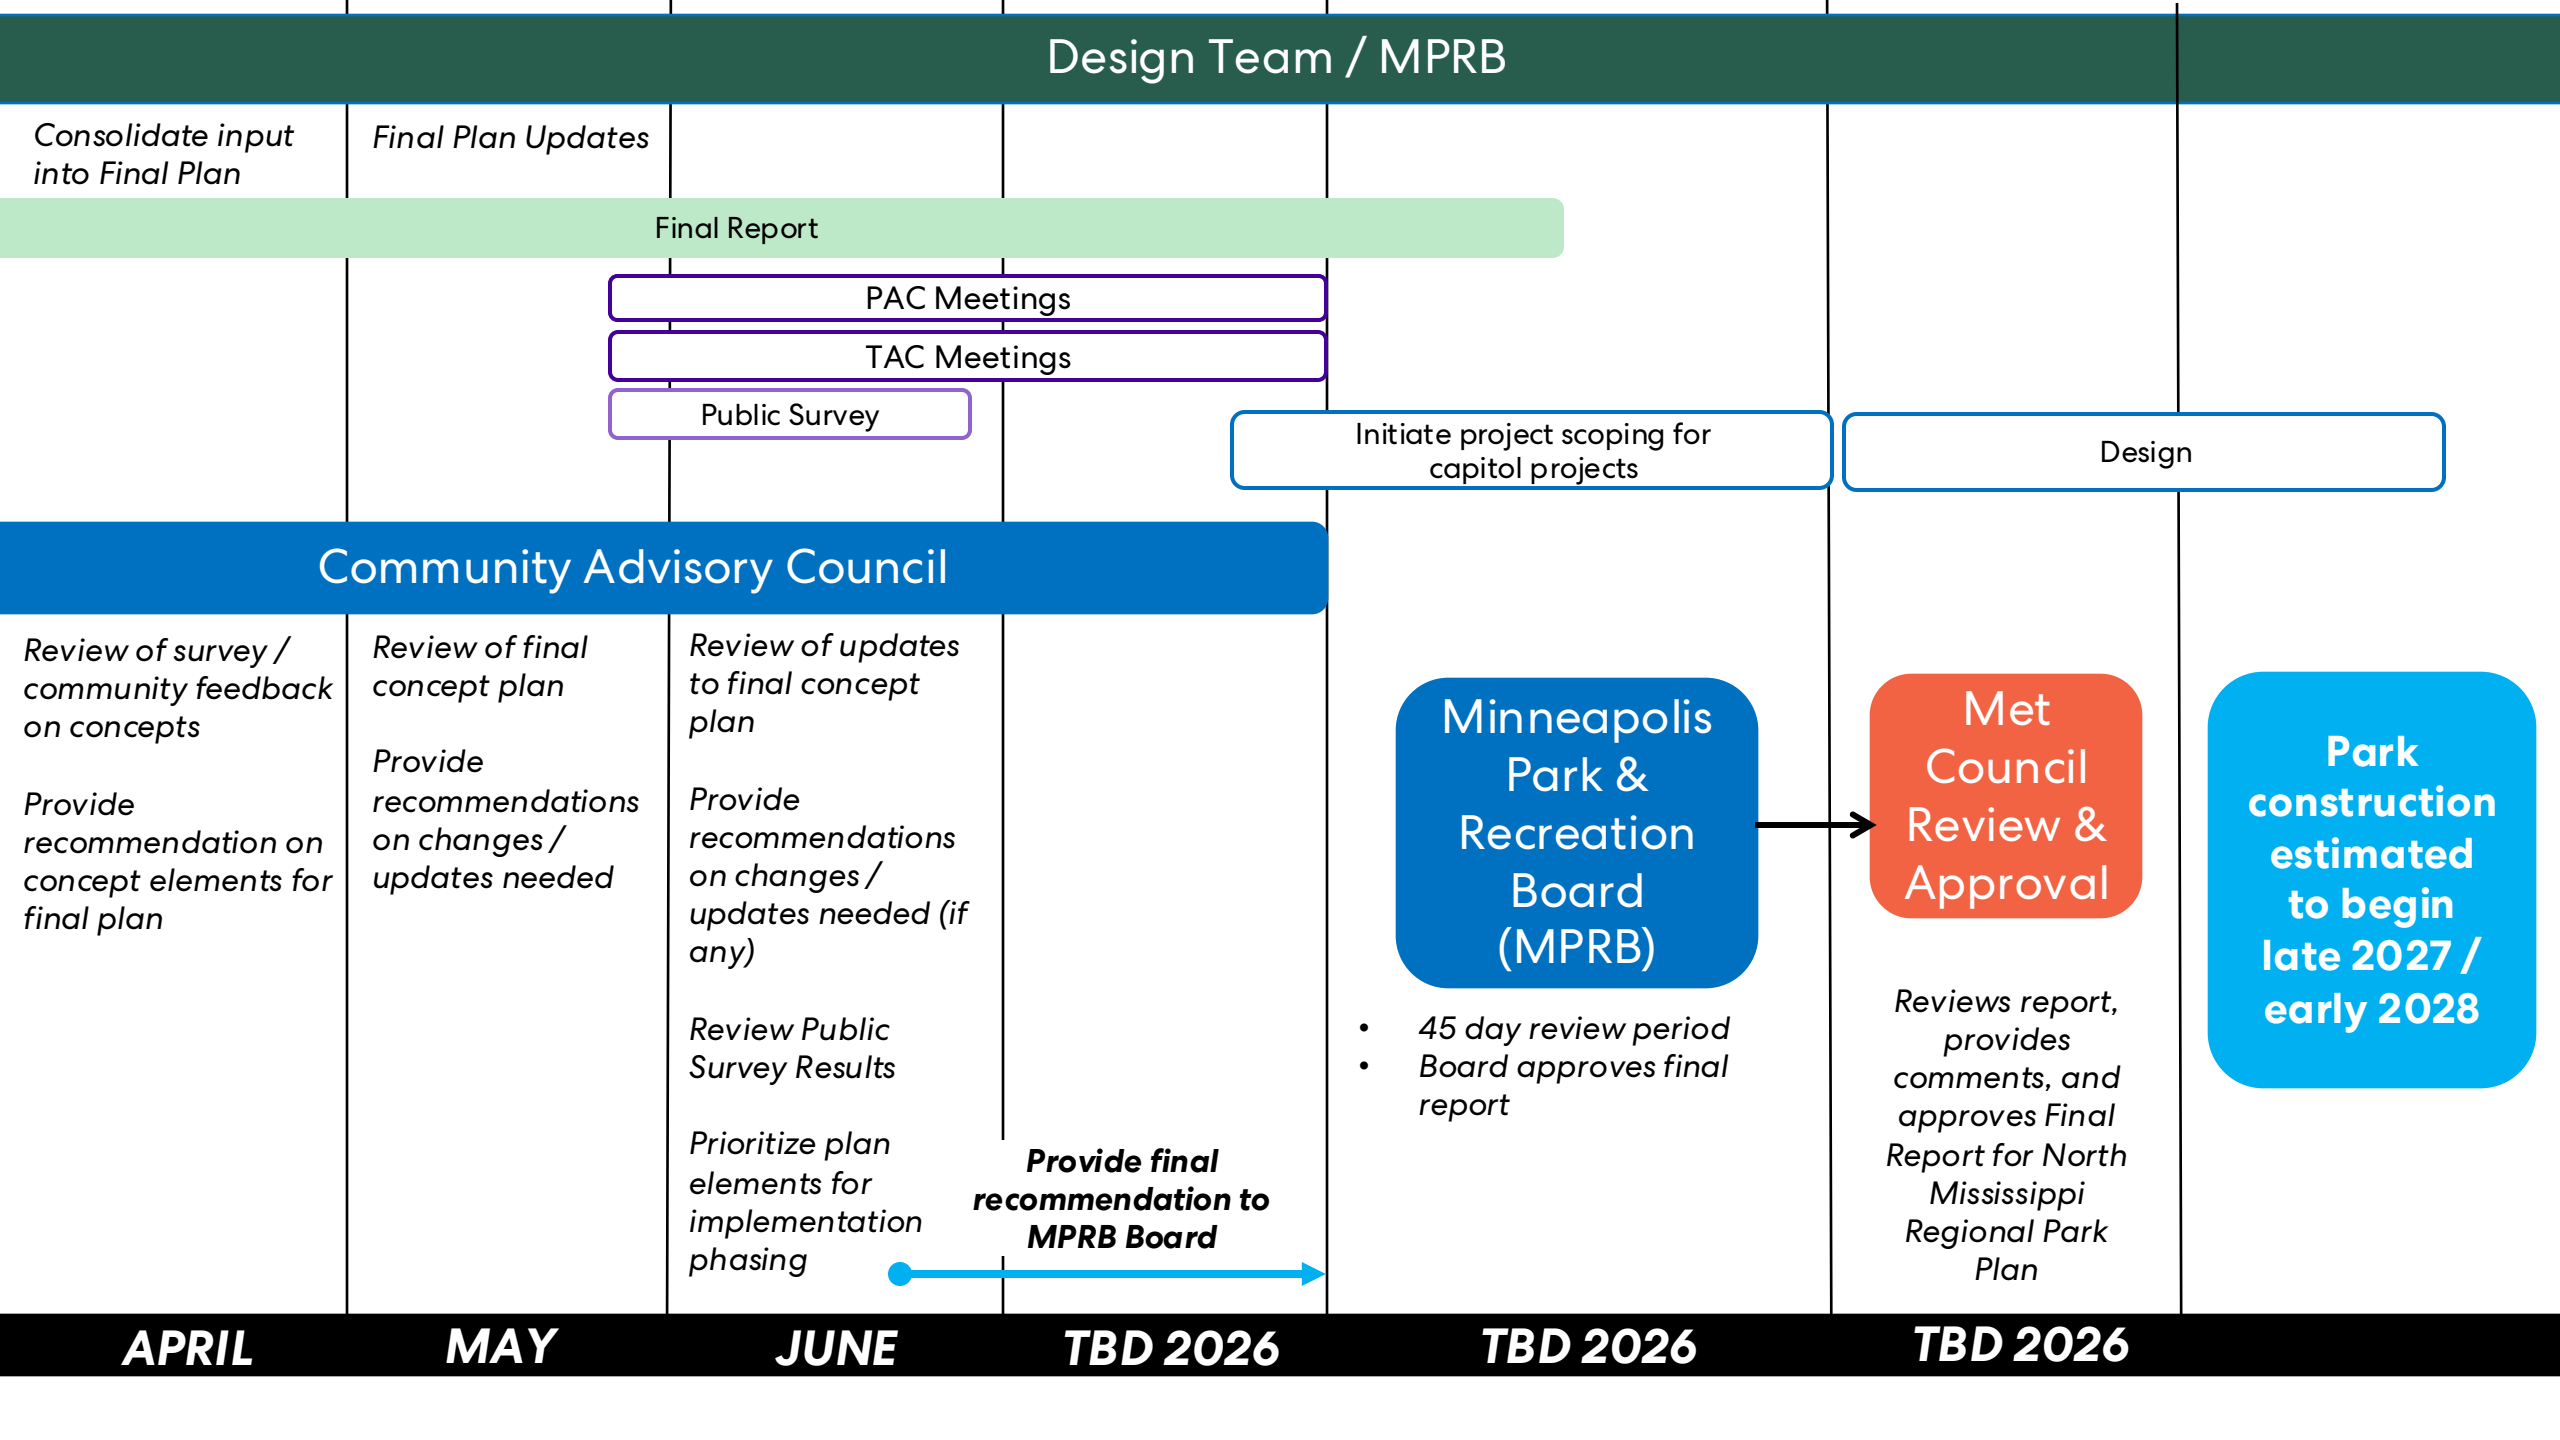 Design Team / MPRB
Consolidate input
into Final Plan
Final Plan Updates
Final Report
PAC Meetings
TAC Meetings
Public Survey
Initiate project scoping for
capitol projects
Design
Community Advisory Council
Review of survey /
community feedback
on concepts
Provide
recommendation on
concept elements for
final plan
Review of final
concept plan
Provide
recommendations
on changes /
updates needed
Review of updates
to final concept
plan
Provide
recommendations
on changes /
updates needed (if
any)
Review Public
Survey Results
Prioritize plan
elements for
implementation
phasing
Provide final
recommendation to
MPRB Board
Minneapolis
Park &
Recreation
Board
(MPRB)
• 45 day review period
• Board approves final
report
Met
Council
Review &
Approval
Reviews report,
provides
comments, and
approves Final
Report for North
Mississippi
Regional Park
Plan
Park
construction
estimated
to begin
late 2027 /
early 2028
APRIL
MAY
JUNE
TBD 2026
TBD 2026
TBD 2026